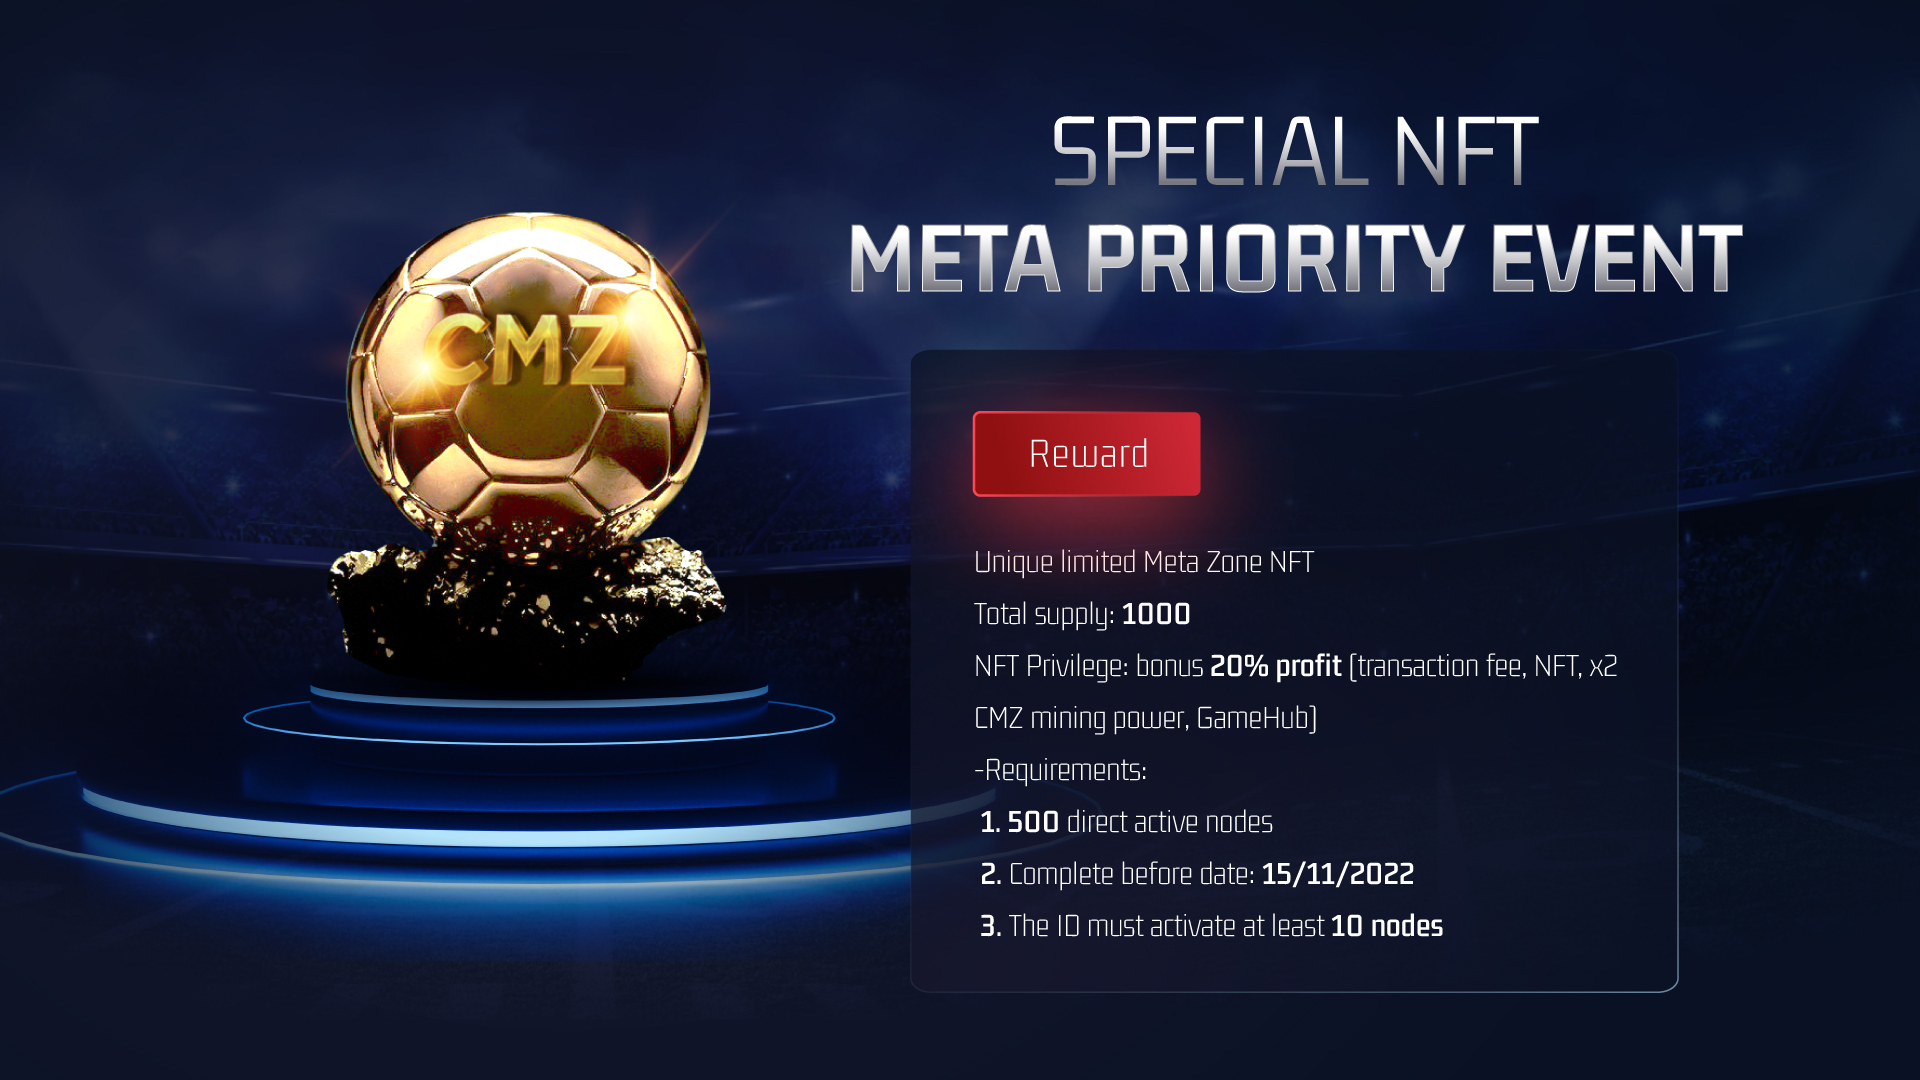 CMZ
SPECIAL NFT
META PRIORITY EVENT
Reward
Unique limited Meta Zone NFT
Total supply: 1000
NFT Privilege: bonus 20% profit (transaction fee, NFT, x2
CMZ mining power, GameHub)
-Requirements:
1. 500 direct active nodes
2. Complete before date: 15/11/2022
3. The ID must activate at least 10 nodes